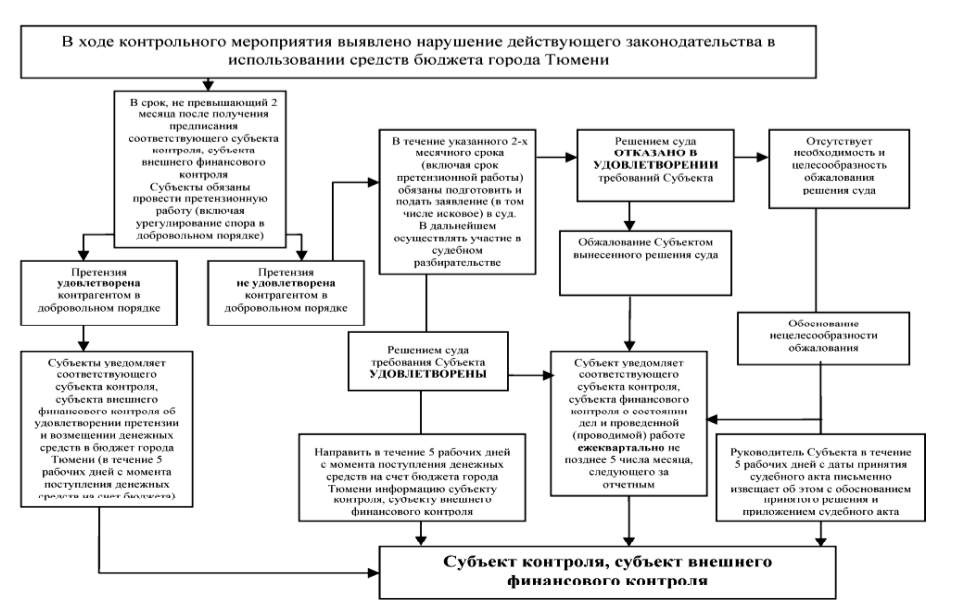 В ходе контрольного мероприятия выявлено нарушение действующего законодательства в
использовании средств бюджета города Тюмени
В срок, не превышающий 2
месяца после получения
предписания
соответствующего субъекта
контроля, субъекта
внешнего финансового
контроля
Субъекты обязаны
провести претензионную
работу (включая
урегулирование спора в
добровольном порядке)
Претензия
удовлетворена
контрагентом в
добровольном порядке
Претензия
не удовлетворена
контрагентом в
добровольном порядке
В течение указанного 2-х
месячного срока
(включая срок
претензионной работы)
обязаны подготовить и
подать заявление (в том
числе исковое) в суд.
В дальнейшем
осуществлять участие в
судебном
разбирательстве
Решением суда
ОТКАЗАНО В
УДОВЛЕТВОРЕНИИ
требований Субъекта
Отсутствует
необходимость и
целесообразность
обжалования
решения суда
Обжалование Субъектом
вынесенного решения суда
Обоснование
нецелесообразности
обжалования
Субъекты уведомляет
соответствующего
субъекта контроля,
субъекта внешнего
финансового контроля об
удовлетворении претензии
и возмещении денежных
средств в бюджет города
Тюмени (в течение 5
рабочих дней с момента
поступления денежных
средств на счет бюджета)
Решением суда
требования Субъекта
УДОВЛЕТВОРЕНЫ
Субъект уведомляет
соответствующего
субъекта контроля,
субъекта финансового
контроля о состоянии
дел и проведенной
(проводимой) работе
ежеквартально не
позднее 5 числа месяца,
следующего за
отчетным
Направить в течение 5 рабочих дней
с момента поступления денежных
средств на счет бюджета города
Тюмени информацию субъекту
контроля, субъекту внешнего
финансового контроля
Руководитель Субъекта в течение
5 рабочих дней с даты принятия
судебного акта письменно
извещает об этом с обоснованием
принятого решения и
приложением судебного акта
Субъект контроля, субъект внешнего
финансового контроля